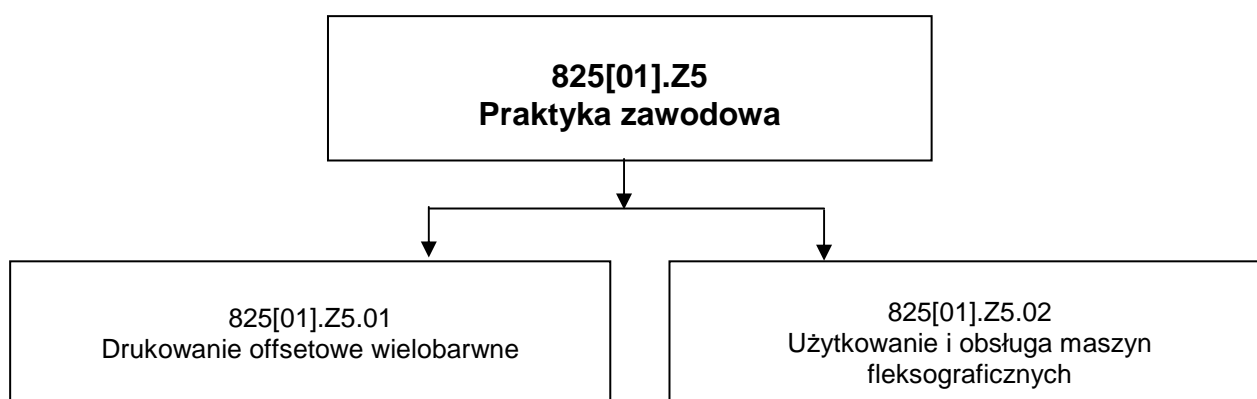 825[01].Z5
Praktyka zawodowa
825[01].Z5.01
Drukowanie offsetowe wielobarwne
825[01].Z5.02
Użytkowanie i obsługa maszyn
fleksograficznych